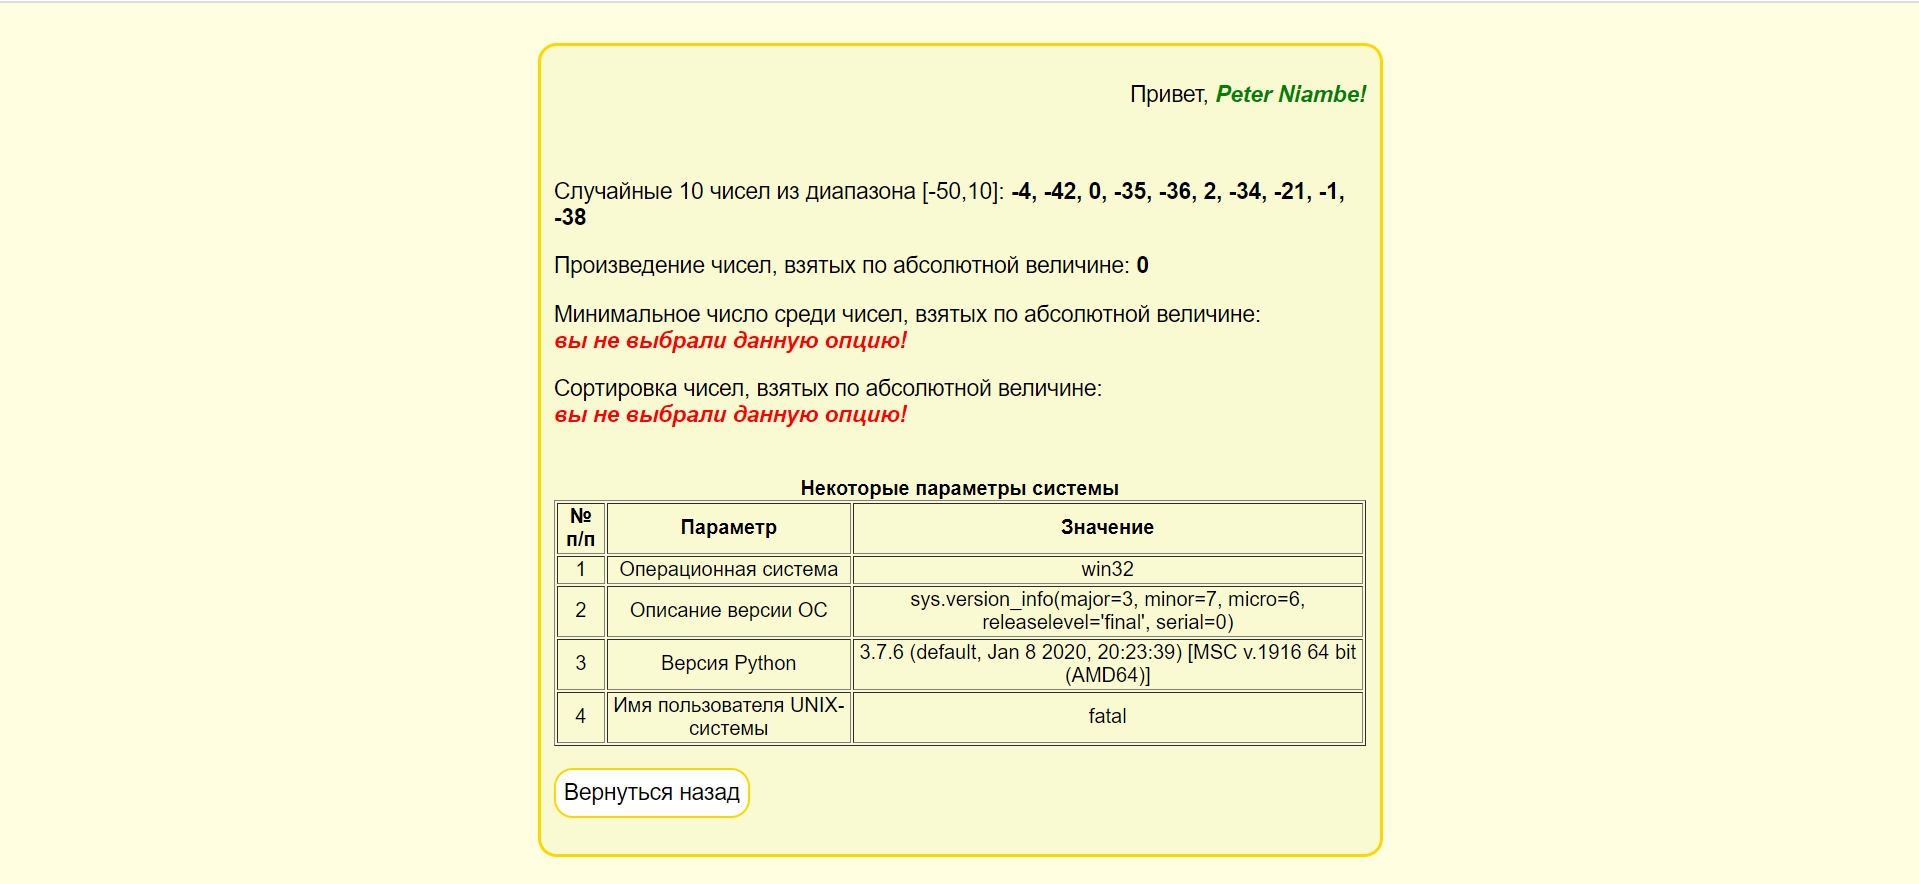 Привет, Peter Niambe!
Случайные 10 чисел из диапазона [-50,10]: -4, -42, 0, -35, -36, 2, -34, -21, -1,
-38
Произведение чисел, взятых по абсолютной величине: 0
Минимальное число среди чисел, взятых по абсолютной величине:
вы не выбрали данную опцию!
Сортировка чисел, взятых по абсолютной величине:
вы не выбрали данную опцию!
Некоторые параметры системы
№
п/п
Параметр
Значение
1
Операционная система
win32
2
Описание версии ОС
sys.version_info(major=3, minor=7, micro=6,
releaselevel='final', serial=0)
3
Версия Python
3.7.6 (default, Jan 8 2020, 20:23:39) [MSC v.1916 64 bit
(AMD64)]
4
Имя пользователя UNIX-
системы
fatal
Вернуться назад